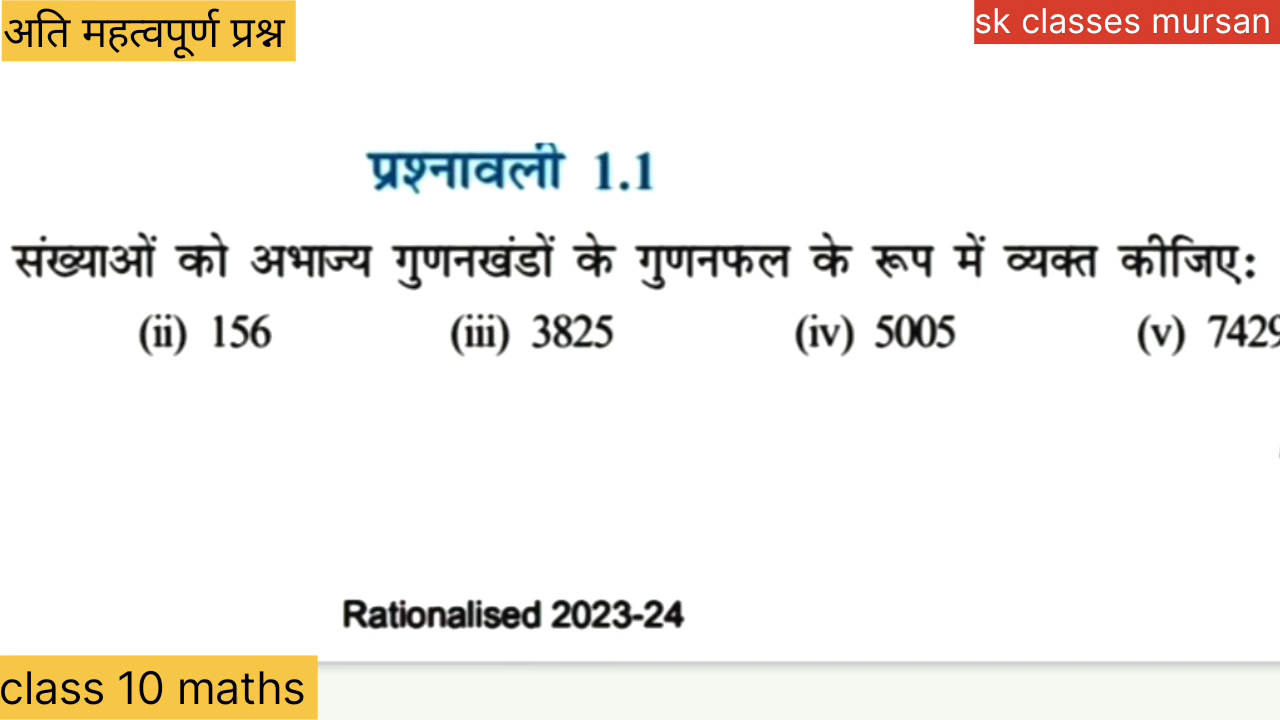 अति महत्वपूर्ण प्रश्न
sk classes mursan
प्रश्नावली 1.1
संख्याओं को अभाज्य गुणनखंडों के गुणनफल के रूप में व्यक्त कीजिए:
(ii) 156 (iii) 3825 (iv) 5005 (v) 7429
Rationalised 2023-24
class 10 maths